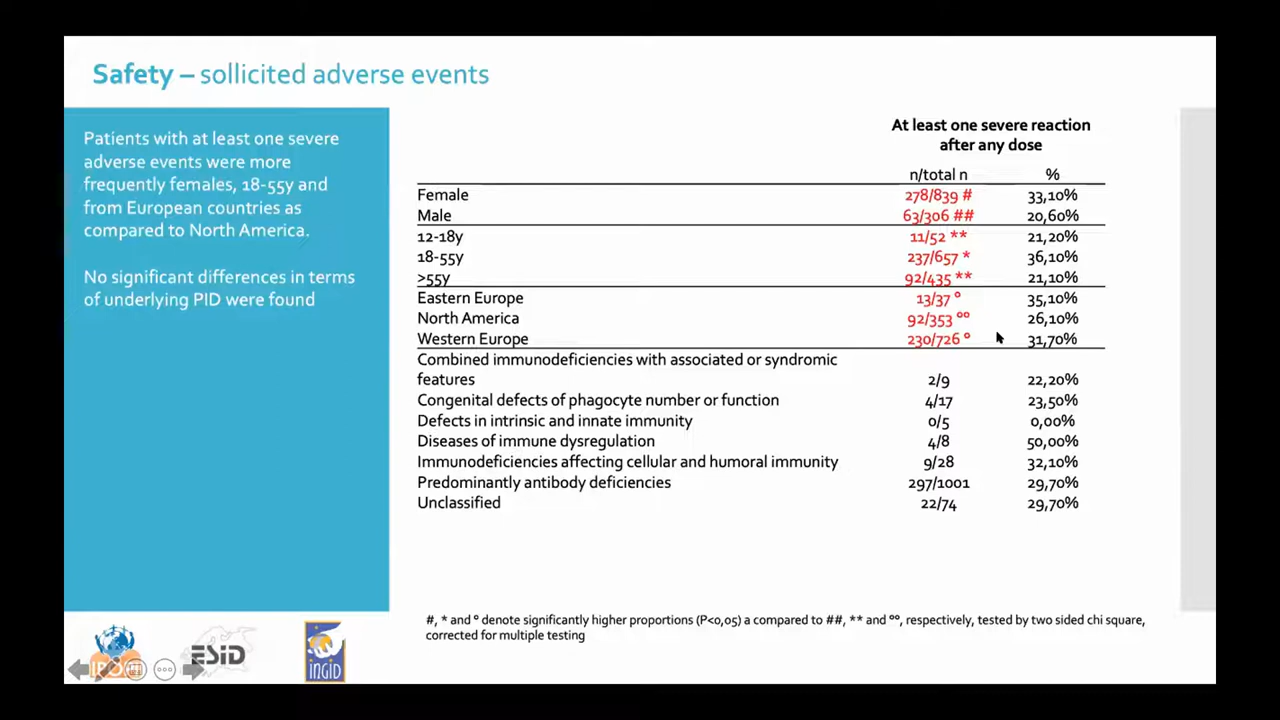 Safety – sollicited adverse events
Patients with at least one severe
adverse events were more
frequently females, 18-55y and
from European countries as
compared to North America.
No significant differences in terms
of underlying PID were found
At least one severe reaction
after any dose
n/total n %
Female 278/839 # 33,10%
Male 63/306 ## 20,60%
12-18y 11/52 ** 21,20%
18-55y 237/657 * 36,10%
>55y 92/435 ** 21,10%
Eastern Europe 13/37 ° 35,10%
North America 92/353 °° 26,10%
Western Europe 230/726 ° 31,70%
Combined immunodeficiencies with associated or syndromic
features 2/9 22,20%
Congenital defects of phagocyte number or function 4/17 23,50%
Defects in intrinsic and innate immunity 0/5 0,00%
Diseases of immune dysregulation 4/8 50,00%
Immunodeficiencies affecting cellular and humoral immunity 9/28 32,10%
Predominantly antibody deficiencies 297/1001 29,70%
Unclassified 22/74 29,70%
#, * and ° denote significantly higher proportions (P<0,05) a compared to ##, ** and °°, respectively, tested by two sided chi square,
corrected for multiple testing
ESID
INGID